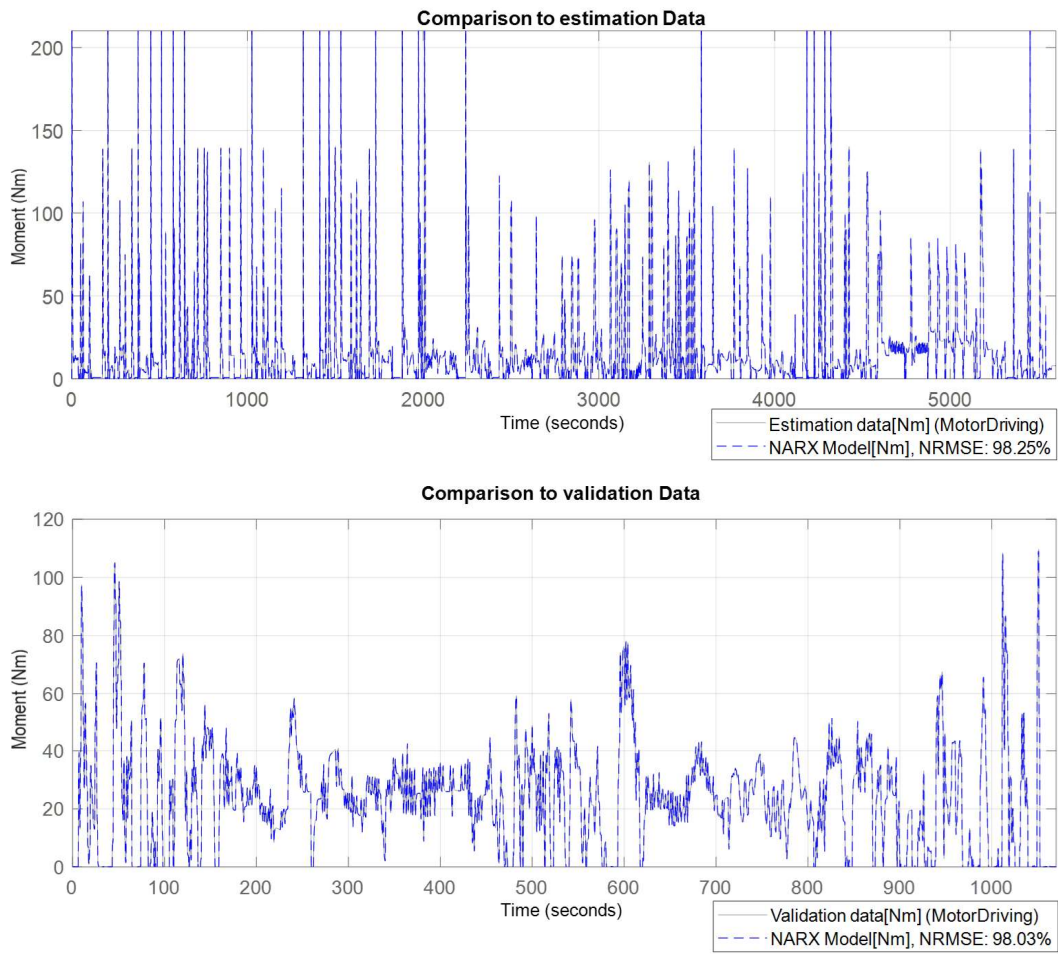 Comparison to estimation Data
200
150
100
50
0
Moment (Nm)
0 1000 2000 3000 4000 5000
Time (seconds)
Estimation data[Nm] (MotorDriving)
NARX Model[Nm], NRMSE: 98.25%
Comparison to validation Data
120
100
80
60
40
20
0
Moment (Nm)
0 100 200 300 400 500 600 700 800 900 1000
Time (seconds)
Validation data[Nm] (MotorDriving)
NARX Model[Nm], NRMSE: 98.03%